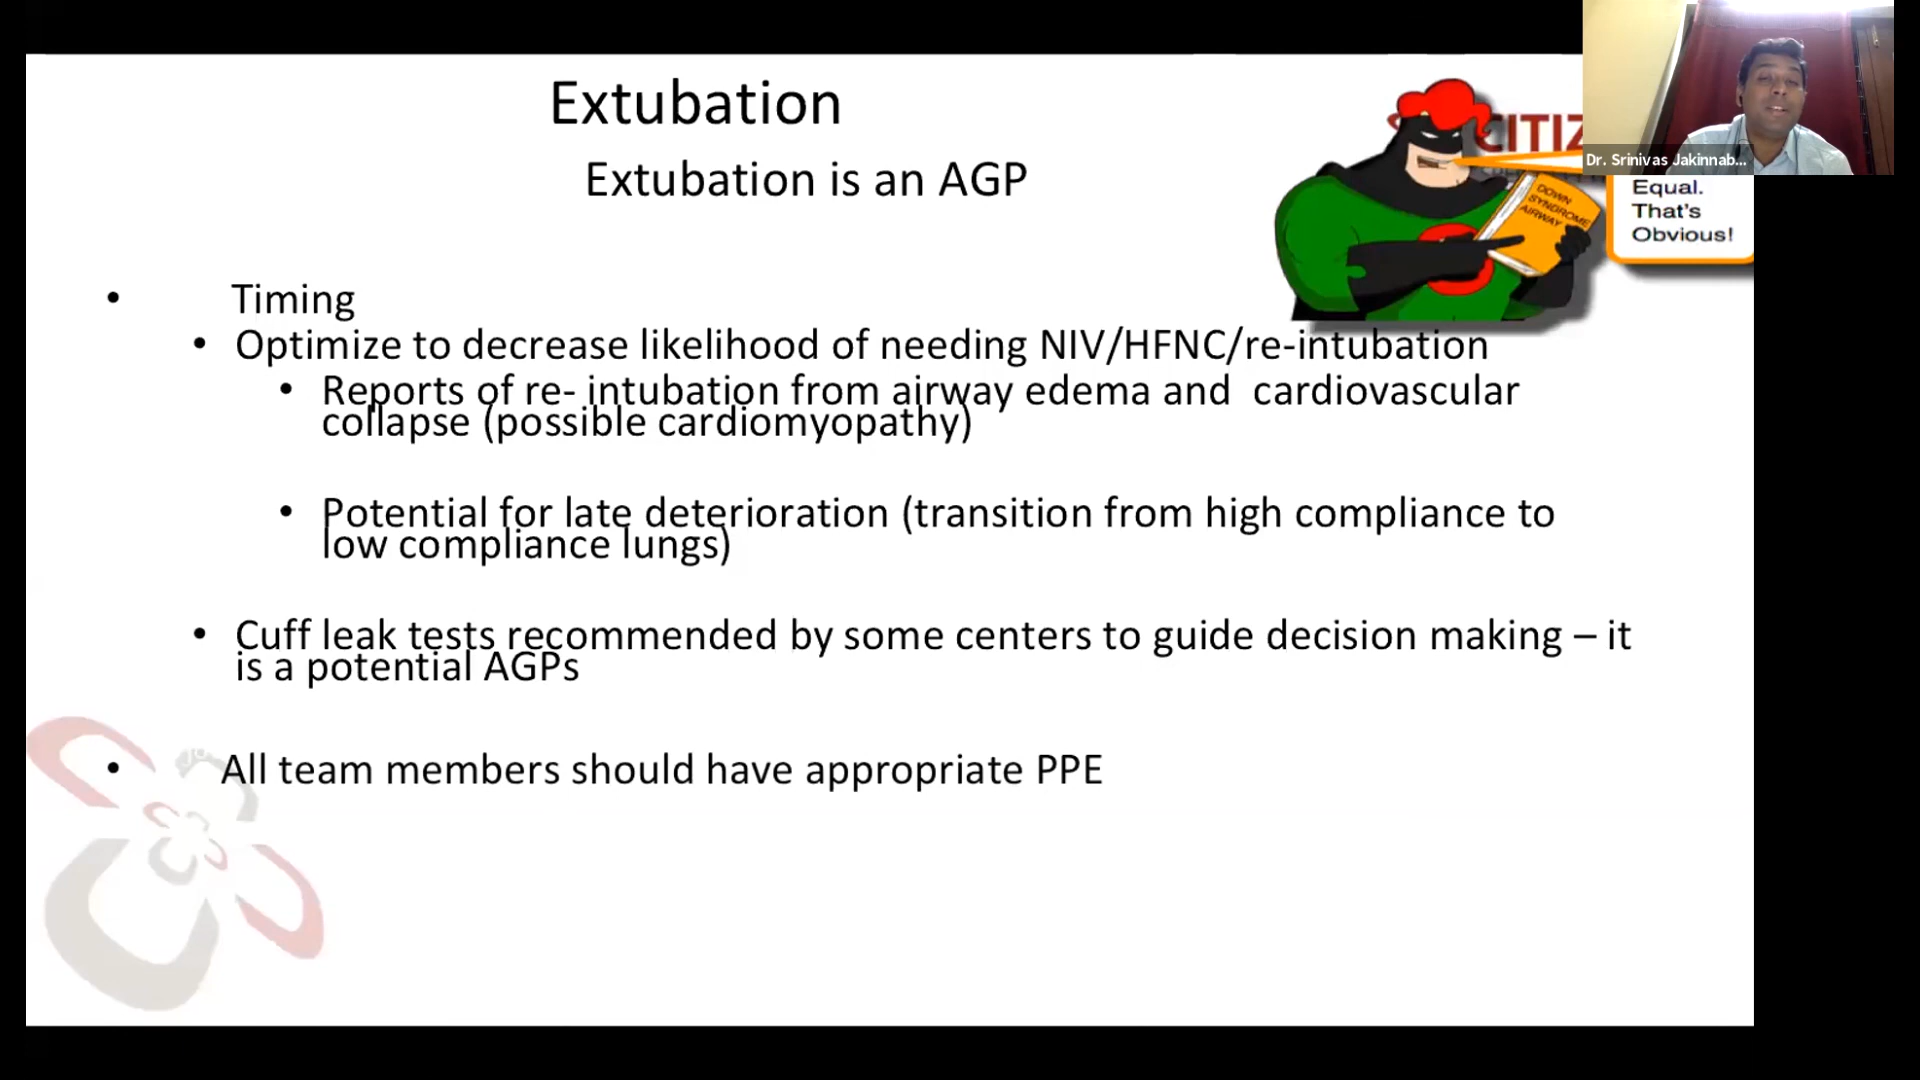 Extubation
Extubation is an AGP
CITIZ
Dr. Srinivas Jakinnab...
DOWN
SYNDROME
AIRWAY
Equal.
That's
Obvious!
• Timing
• Optimize to decrease likelihood of needing NIV/HFNC/re-intubation
• Reports of re- intubation from airway edema and cardiovascular
collapse (possible cardiomyopathy)
• Potential for late deterioration (transition from high compliance to
low compliance lungs)
• Cuff leak tests recommended by some centers to guide decision making – it
is a potential AGPs
• All team members should have appropriate PPE